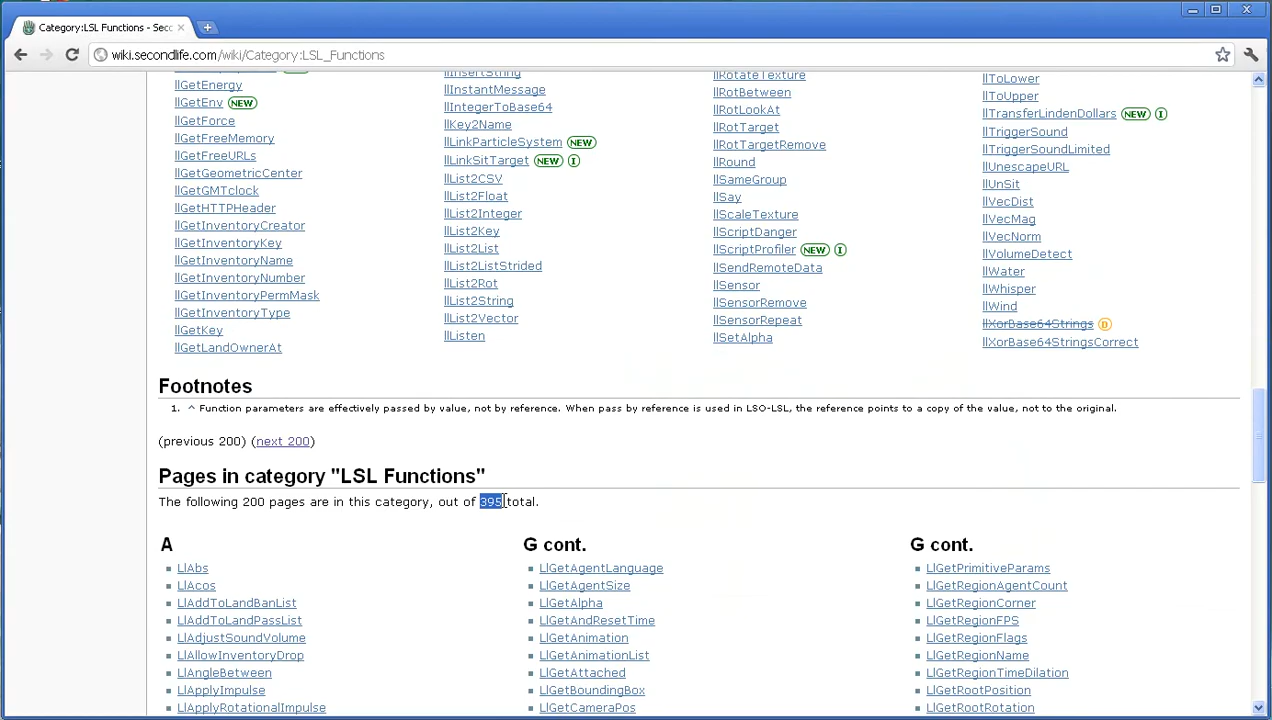 Category:LSL Functions - Seco
wiki.secondlife.com/wiki/Category:LSL_Functions
llGetEnergy
llGetEnv NEW
llGetForce
llGetFreeMemory
llGetFreeURLs
llGetGeometricCenter
llGetGMTclock
llGetHTTPHeader
llGetInventoryCreator
llGetInventoryKey
llGetInventoryName
llGetInventoryNumber
llGetInventoryPermMask
llGetInventoryType
llGetKey
llGetLandOwnerAt
llInsertString
llInstantMessage
llIntegerToBase64
llKey2Name
llLinkParticleSystem NEW
llLinkSitTarget NEW I
llList2CSV
llList2Float
llList2Integer
llList2Key
llList2List
llList2ListStrided
llList2Rot
llList2String
llList2Vector
llListen
llRotateTexture
llRotBetween
llRotLookAt
llRotTarget
llRotTargetRemove
llRound
llSameGroup
llSay
llScaleTexture
llScriptDanger
llScriptProfiler NEW I
llSendRemoteData
llSensor
llSensorRemove
llSensorRepeat
llSetAlpha
llToLower
llToUpper
llTransferLindenDollars NEW I
llTriggerSound
llTriggerSoundLimited
llUnescapeURL
llUnSit
llVecDist
llVecMag
llVecNorm
llVolumeDetect
llWater
llWhisper
llWind
llXorBase64Strings D
llXorBase64StringsCorrect
Footnotes
1. ^ Function parameters are effectively passed by value, not by reference. When pass by reference is used in LSO-LSL, the reference points to a copy of the value, not to the original.
(previous 200) (next 200)
Pages in category "LSL Functions"
The following 200 pages are in this category, out of 395 total.
A
LlAbs
LlAcos
LlAddToLandBanList
LlAddToLandPassList
LlAdjustSoundVolume
LlAllowInventoryDrop
LlAngleBetween
LlApplyImpulse
LlApplyRotationalImpulse
G cont.
LlGetAgentLanguage
LlGetAgentSize
LlGetAlpha
LlGetAndResetTime
LlGetAnimation
LlGetAnimationList
LlGetAttached
LlGetBoundingBox
LlGetCameraPos
G cont.
LlGetPrimitiveParams
LlGetRegionAgentCount
LlGetRegionCorner
LlGetRegionFPS
LlGetRegionFlags
LlGetRegionName
LlGetRegionTimeDilation
LlGetRootPosition
LlGetRootRotation